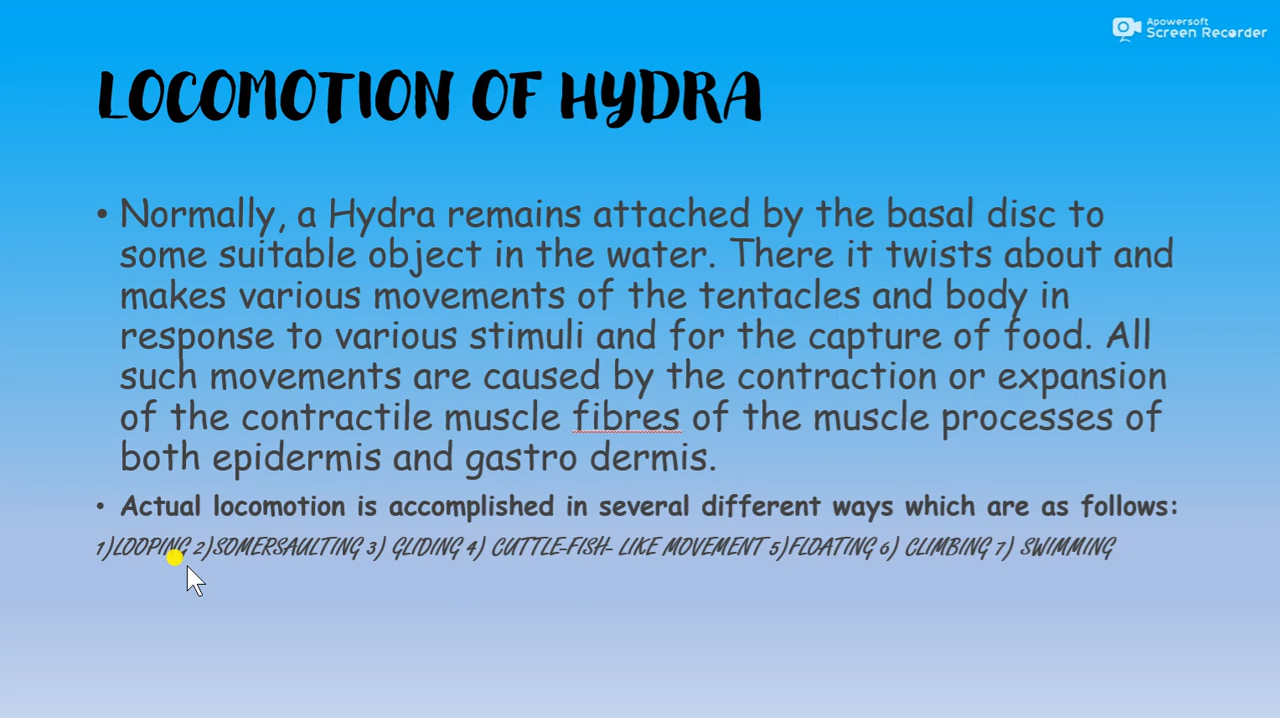 Apowersoft
Screen Recorder
LOCOMOTION OF HYDRA
• Normally, a Hydra remains attached by the basal disc to
some suitable object in the water. There it twists about and
makes various movements of the tentacles and body in
response to various stimuli and for the capture of food. All
such movements are caused by the contraction or expansion
of the contractile muscle fibres of the muscle processes of
both epidermis and gastro dermis.
• Actual locomotion is accomplished in several different ways which are as follows:
1)LOOPING 2)SOMERSAULTING 3) GLIDING 4) CUTTLE-FISH- LIKE MOVEMENT 5)FLOATING 6) CLIMBING 7) SWIMMING